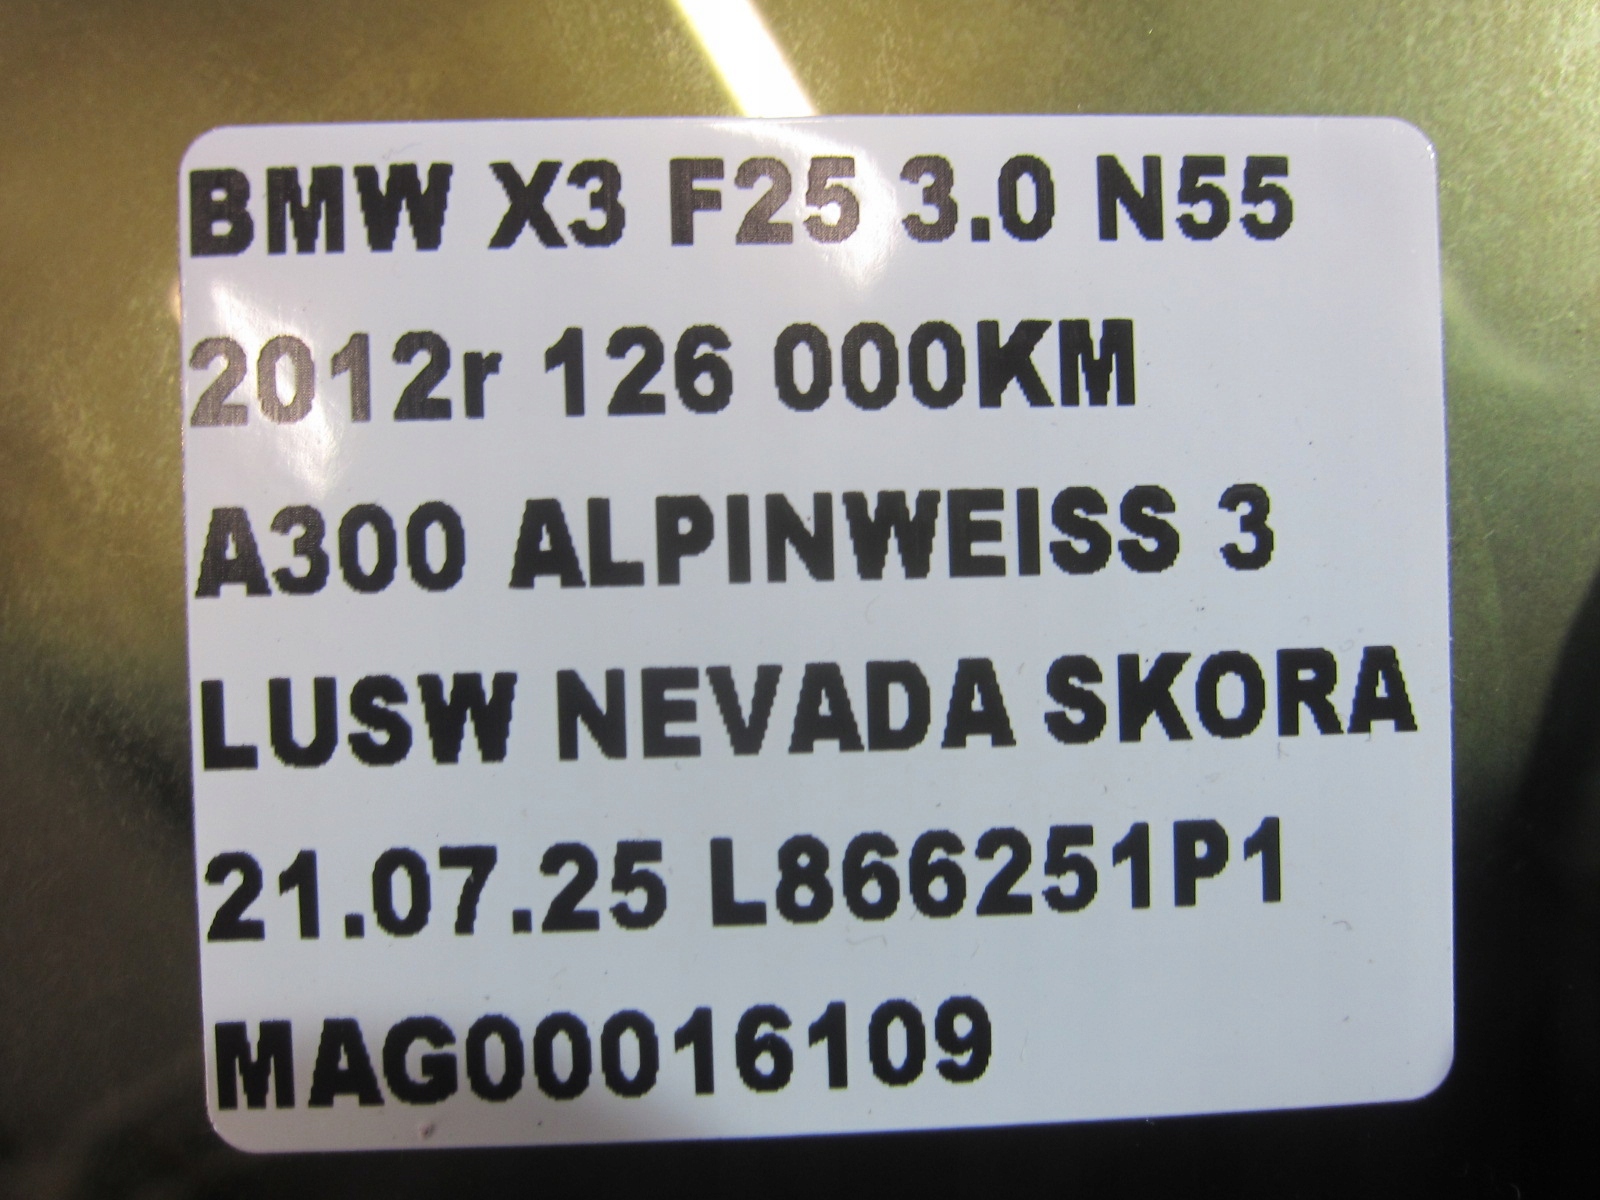 BMW X3 F25 3.0 N55
2012r 126 000KM
A300 ALPINWEISS 3
LUSW NEVADA SKORA
21.07.25 L866251P1
MAG00016109